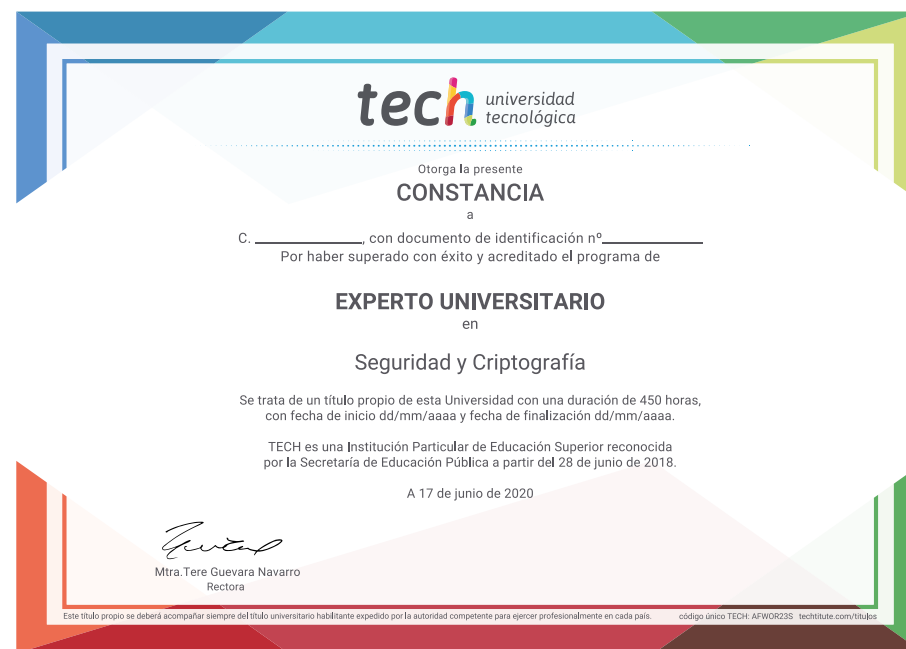 tech universidad
tecnológica
Otorga la presente
CONSTANCIA
a
C. ____________, con documento de identificación nº____________
Por haber superado con éxito y acreditado el programa de
EXPERTO UNIVERSITARIO
en
Seguridad y Criptografía
Se trata de un título propio de esta Universidad con una duración de 450 horas,
con fecha de inicio dd/mm/aaaa y fecha de finalización dd/mm/aaaa.
TECH es una Institución Particular de Educación Superior reconocida
por la Secretaría de Educación Pública a partir del 28 de junio de 2018.
A 17 de junio de 2020
Mtra.Tere Guevara Navarro
Rectora
Este título propio se deberá acompañar siempre del título universitario habilitante expedido por la autoridad competente para ejercer profesionalmente en cada país. código único TECH: AFWOR23S techtitute.com/titulos